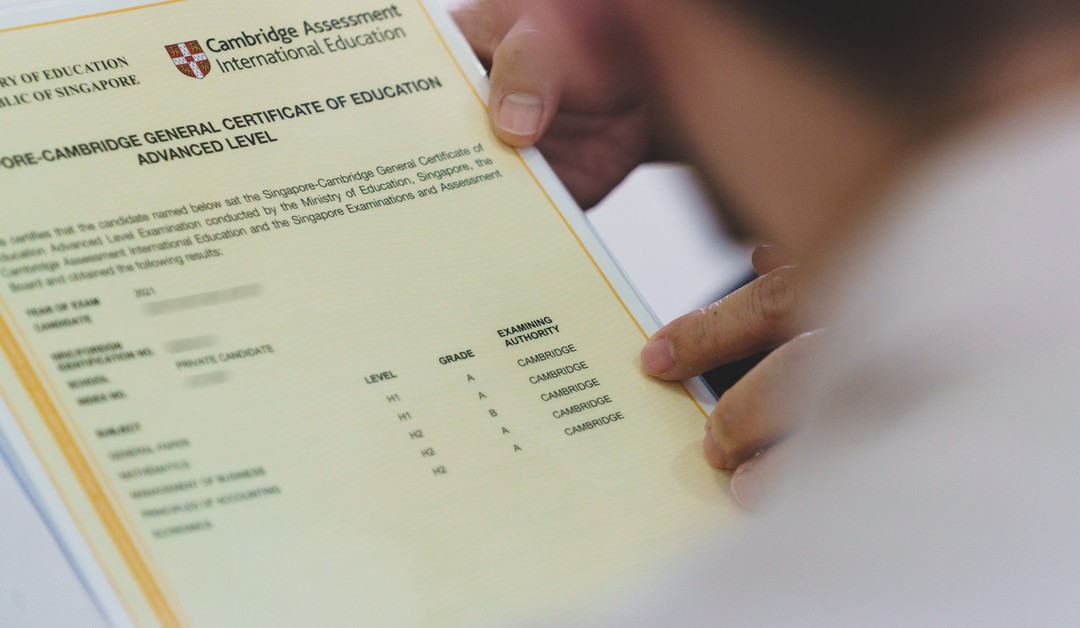 RY OF EDUCATION
BLIC OF SINGAPORE
Cambridge Assessment
International Education
ORE-CAMBRIDGE GENERAL CERTIFICATE OF EDUCATION
ADVANCED LEVEL
certifies that the candidate named below sat the Singapore-Cambridge General Certificate of
Education Advanced Level Examination conducted by the Ministry of Education, Singapore, the
Cambridge Assessment International Education and the Singapore Examinations and Assessment
Board and obtained the following results:
YEAR OF EXAM 2021
CANDIDATE
NRIC/FOREIGN
IDENTIFICATION NO.
SCHOOL PRIVATE CANDIDATE
INDEX NO.
SUBJECT LEVEL GRADE EXAMINING
AUTHORITY
GENERAL PAPER H1 A CAMBRIDGE
MATHEMATICS H1 A CAMBRIDGE
MANAGEMENT OF BUSINESS H2 B CAMBRIDGE
PRINCIPLES OF ACCOUNTING H2 A CAMBRIDGE
ECONOMICS H2 A CAMBRIDGE